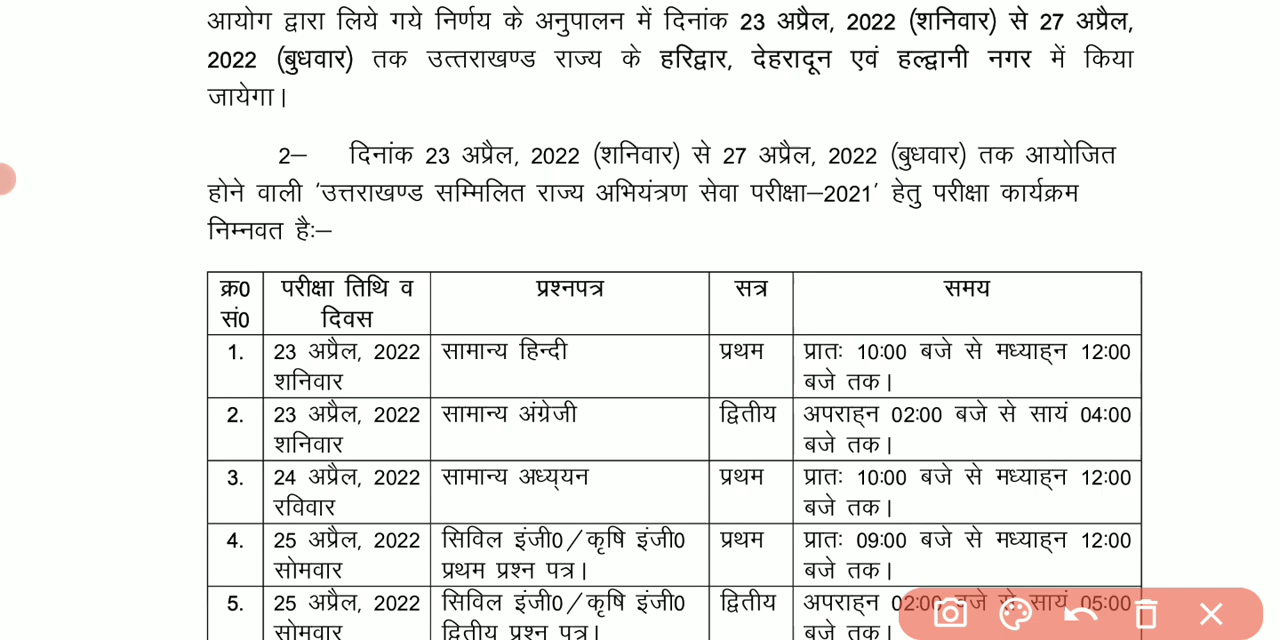 आयोग द्वारा लिये गये निर्णय के अनुपालन में दिनांक 23 अप्रैल, 2022 (शनिवार) से 27 अप्रैल,
2022 (बुधवार) तक उत्तराखण्ड राज्य के हरिद्वार, देहरादून एवं हल्द्वानी नगर में किया
जायेगा।
2– दिनांक 23 अप्रैल, 2022 (शनिवार) से 27 अप्रैल, 2022 (बुधवार) तक आयोजित
होने वाली 'उत्तराखण्ड सम्मिलित राज्य अभियंत्रण सेवा परीक्षा–2021' हेतु परीक्षा कार्यक्रम
निम्नवत हैः–
क्र0 परीक्षा तिथि व प्रश्नपत्र सत्र समय
सं0 दिवस
1. 23 अप्रैल, 2022 सामान्य हिन्दी प्रथम प्रातः 10:00 बजे से मध्याह्न 12:00
शनिवार बजे तक।
2. 23 अप्रैल, 2022 सामान्य अंग्रेजी द्वितीय अपराह्न 02:00 बजे से सायं 04:00
शनिवार बजे तक।
3. 24 अप्रैल, 2022 सामान्य अध्य्यन प्रथम प्रातः 10:00 बजे से मध्याह्न 12:00
रविवार बजे तक।
4. 25 अप्रैल, 2022 सिविल इंजी0/कृषि इंजी0 प्रथम प्रातः 09:00 बजे से मध्याह्न 12:00
सोमवार प्रथम प्रश्न पत्र। बजे तक।
5. 25 अप्रैल, 2022 सिविल इंजी0/कृषि इंजी0 द्वितीय अपराह्न 02:00 बजे से सायं 05:00
सोमवार द्वितीय प्रश्न पत्र। बजे तक।